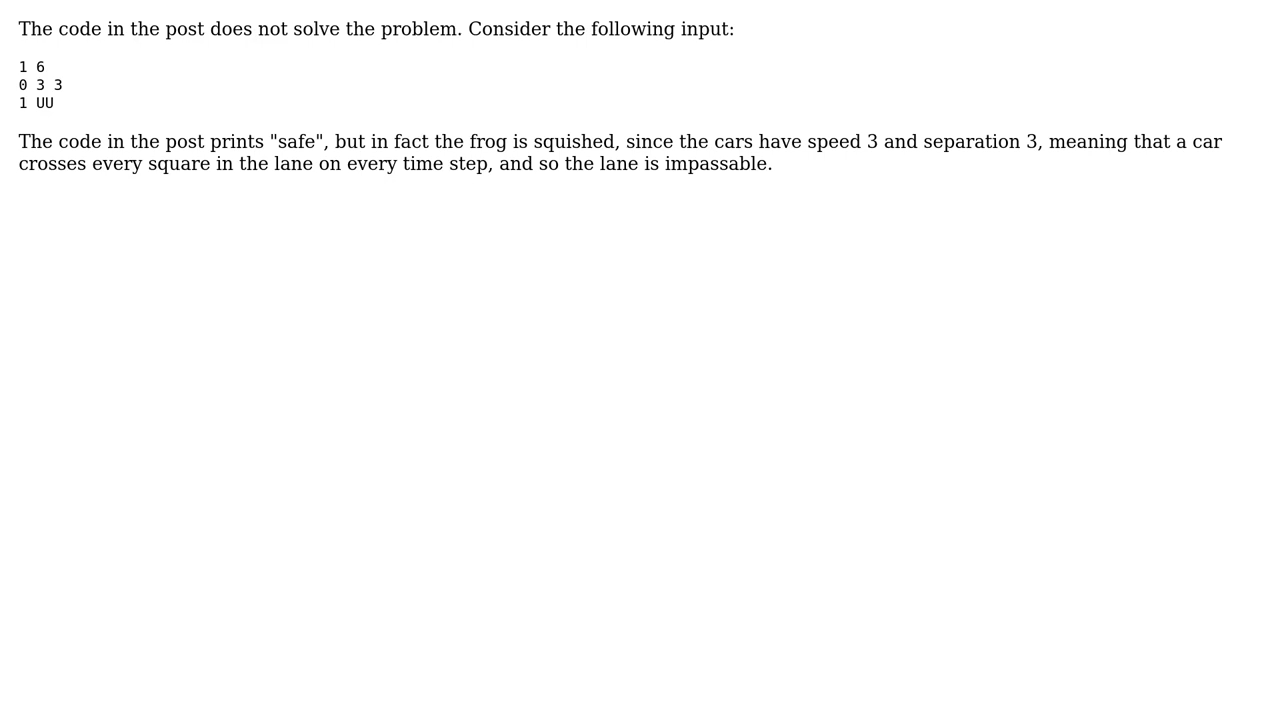 The code in the post does not solve the problem. Consider the following input:
1 6
0 3 3
1 UU
The code in the post prints "safe", but in fact the frog is squished, since the cars have speed 3 and separation 3, meaning that a car
crosses every square in the lane on every time step, and so the lane is impassable.